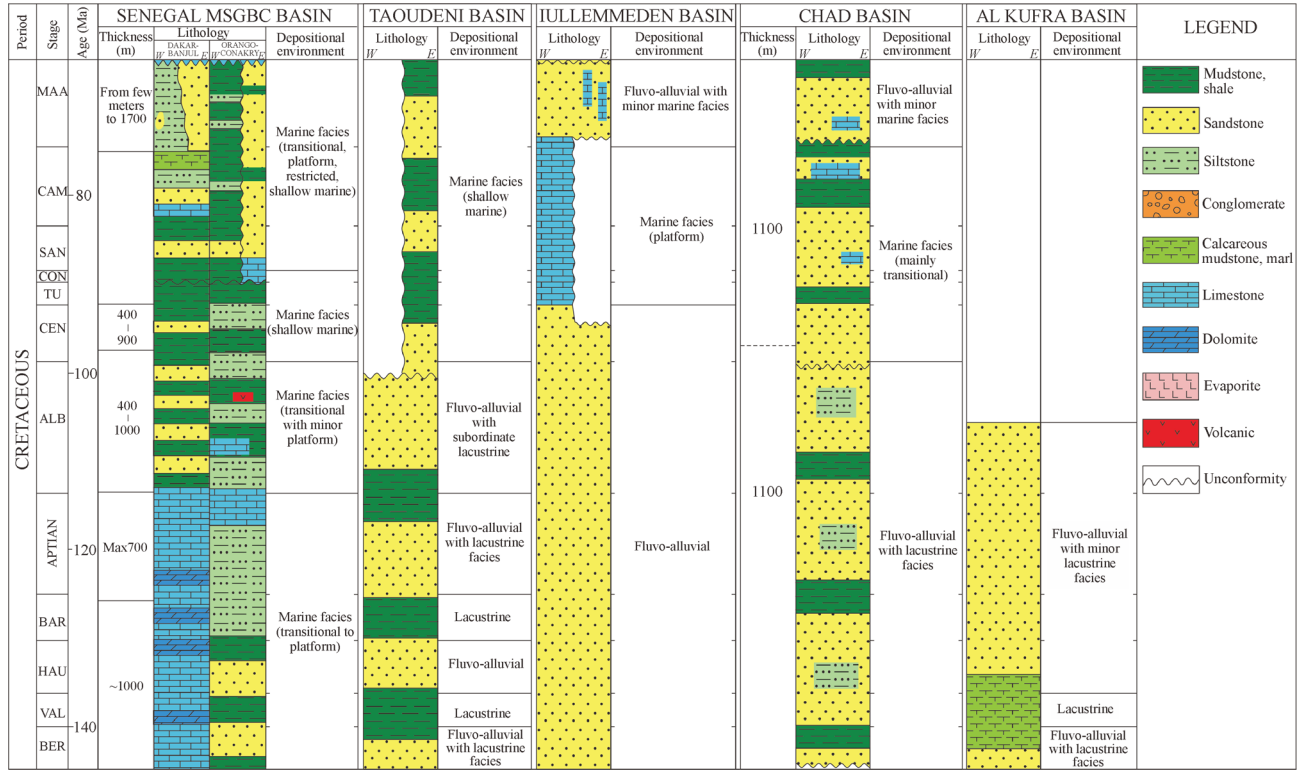 SENEGAL MSGBC BASIN
TAOUDENI BASIN
IULLEMMEDEN BASIN
CHAD BASIN
AL KUFRA BASIN
LEGEND
Period
Stage
Age (Ma)
Thickness
(m)
Lithology
DAKAR-
BANJUL
W
E
ORANGO-
CONAKRY
W
E
Depositional
environment
Lithology
W
E
Depositional
environment
Lithology
W
E
Depositional
environment
Thickness
(m)
Lithology
W
E
Depositional
environment
Lithology
W
E
Depositional
environment
CRETACEOUS
MAA
CAM
SAN
CON
TU
CEN
ALB
APTIAN
BAR
HAU
VAL
BER
80
100
120
140
From few
meters
to 1700
400
–
900
400
–
1000
Max700
~1000
Marine facies
(transitional,
platform,
restricted,
shallow marine)
Marine facies
(shallow marine)
Marine facies
(transitional
with minor
platform)
Marine facies
(transitional to
platform)
Marine facies
(shallow
marine)
Fluvo-alluvial
with
subordinate
lacustrine
Fluvo-alluvial
with lacustrine
facies
Lacustrine
Fluvo-alluvial
Lacustrine
Fluvo-alluvial
with lacustrine
facies
Fluvo-alluvial with
minor marine facies
Marine facies
(platform)
Fluvo-alluvial
1100
1100
Fluvo-alluvial
with minor
marine facies
Marine facies
(mainly
transitional)
Fluvo-alluvial
with lacustrine
facies
Fluvo-alluvial
with minor
lacustrine
facies
Lacustrine
Fluvo-alluvial
with lacustrine
facies
Mudstone,
shale
Sandstone
Siltstone
Conglomerate
Calcareous
mudstone, marl
Limestone
Dolomite
Evaporite
Volcanic
Unconformity